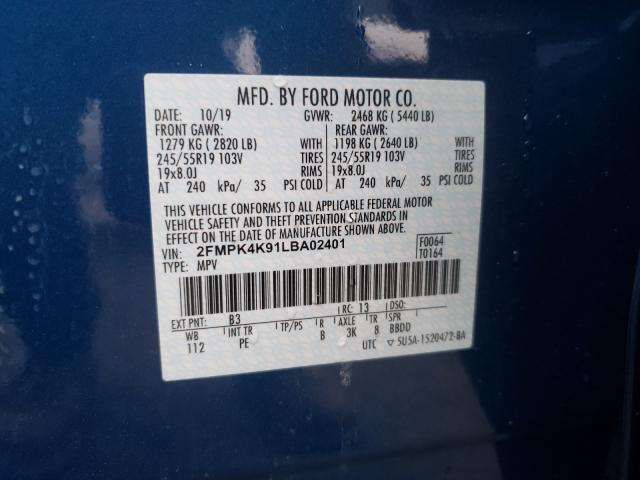 MFD. BY FORD MOTOR CO.
DATE: 10/19 GVWR: 2468 KG ( 5440 LB)
FRONT GAWR: REAR GAWR:
1279 KG ( 2820 LB) WITH 1198 KG ( 2640 LB) WITH
245/55R19 103V TIRES 245/55R19 103V TIRES
19x8.0J RIMS 19x8.0J RIMS
AT 240 kPa/ 35 PSI COLD AT 240 kPa/ 35 PSI COLD
THIS VEHICLE CONFORMS TO ALL APPLICABLE FEDERAL MOTOR
VEHICLE SAFETY AND THEFT PREVENTION STANDARDS IN
EFFECT ON THE DATE OF MANUFACTURE SHOWN ABOVE.
VIN: 2FMPK4K91LBA02401 F0064
TYPE: MPV T0164
EXT PNT: B3 RC: 13 DSO:
WB INT TR TP/PS R AXLE TR SPR
112 PE B 3K 8 BBDD
UTC ▽ 5U5A-1520472-BA